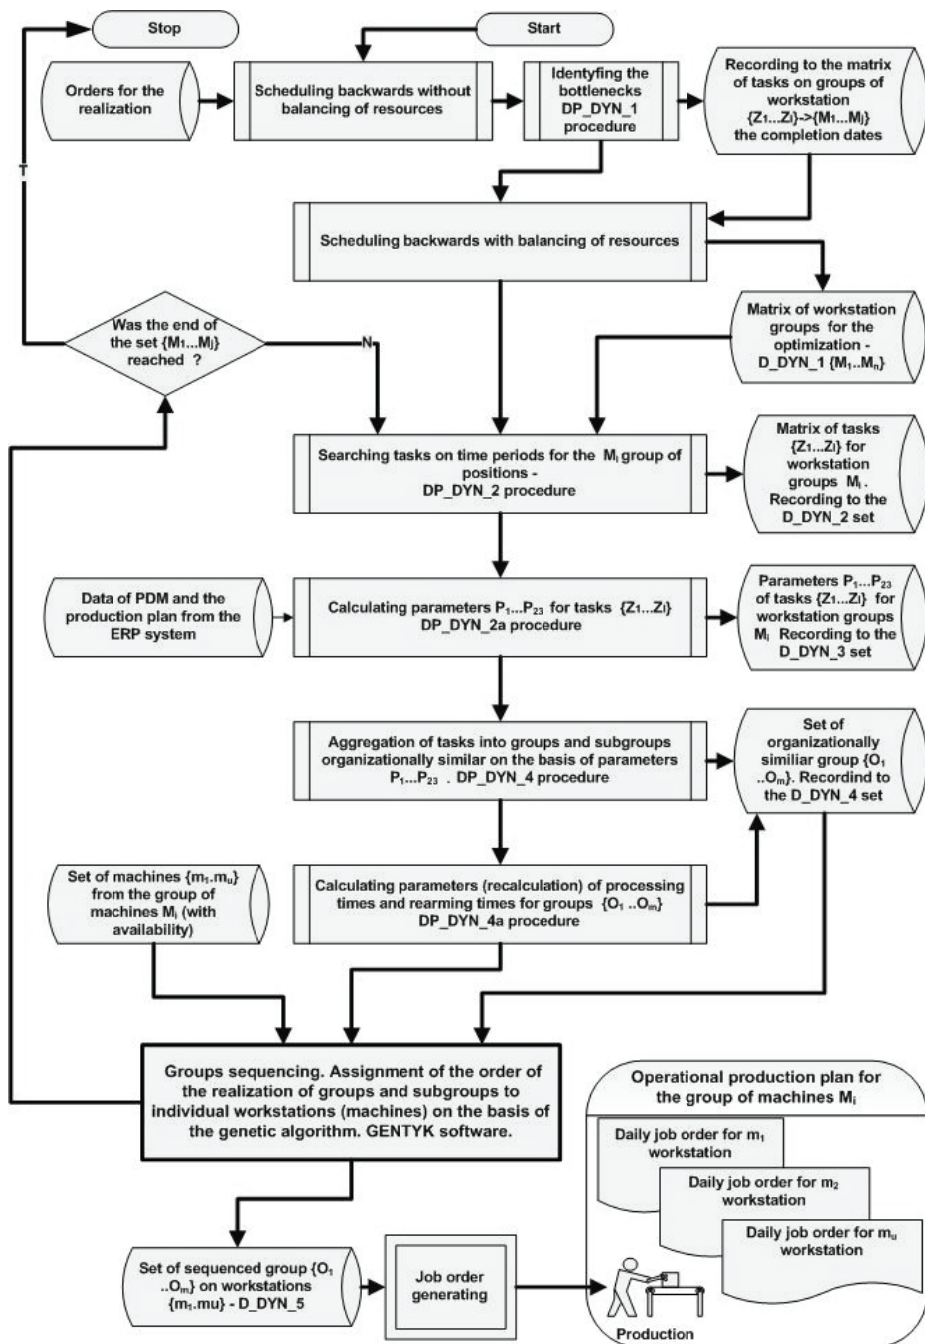 Stop
Start
Orders for the
realization
Scheduling backwards without
balancing of resources
Identyfing the
bottlenecks
DP_DYN_1
procedure
Recording to the matrix
of tasks on groups of
workstation
{Z1...Zi}->{M1...Mj}
the completion dates
T
Scheduling backwards with balancing of resources
Was the end of
the set {M1...Mj}
reached ?
N
Matrix of workstation
groups for the
optimization -
D_DYN_1 {M1..Mn}
Searching tasks on time periods for the Mi group of
positions -
DP_DYN_2 procedure
Matrix of tasks
{Z1...Zi} for
workstation
groups Mi .
Recording to the
D_DYN_2 set
Data of PDM and the
production plan from the
ERP system
Calculating parameters P1...P23 for tasks {Z1...Zi}
DP_DYN_2a procedure
Parameters P1...P23
of tasks {Z1...Zi} for
workstation groups
Mi Recording to the
D_DYN_3 set
Aggregation of tasks into groups and subgroups
organizationally similar on the basis of parameters
P1...P23 . DP_DYN_4 procedure
Set of
organizationally
similiar group {O1
..Om}. Recordind to
the D_DYN_4 set
Set of machines {m1.mu}
from the group of
machines Mi (with
availability)
Calculating parameters (recalculation) of processing
times and rearming times for groups {O1 ..Om}
DP_DYN_4a procedure
Groups sequencing. Assignment of the order of
the realization of groups and subgroups to
individual workstations (machines) on the basis of
the genetic algorithm. GENTYK software.
Operational production plan for
the group of machines Mi
Daily job order for m1
workstation
Daily job order for m2
workstation
Daily job order for mu
workstation
Set of sequenced group {O1
..Om} on workstations
{m1.mu} - D_DYN_5
Job order
generating
Production